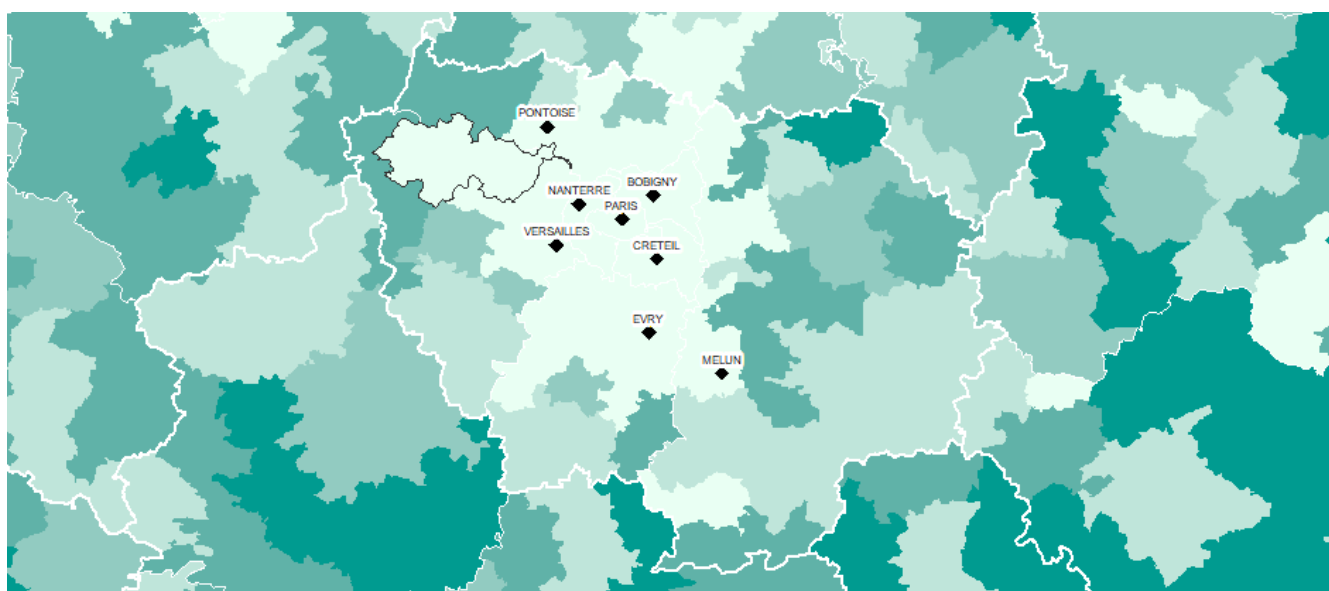 PONTOISE
BOBIGNY
NANTERRE
PARIS
VERSAILLES
CRETEIL
EVRY
MELUN